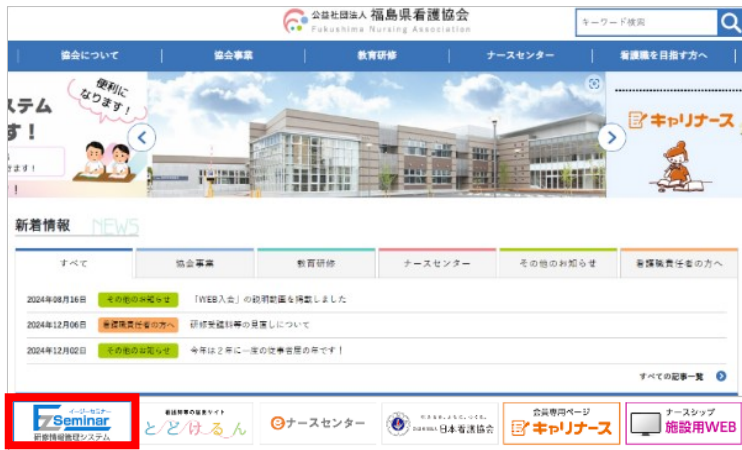 公益社団法人 福島県看護協会
Fukushima Nursing Association
キーワード検索
協会について
協会事業
教育研修
ナースセンター
看護職を目指す方へ
ステム
す！
便利に
なります！
きます！
キャリナース
新着情報 NEWS
すべて
協会事業
教育研修
ナースセンター
その他のお知らせ
看護職責任者の方へ
2024年08月16日 その他のお知らせ 「WEB入会」の説明動画を掲載しました
2024年12月06日 看護職責任者の方へ 研修受講料等の見直しについて
2024年12月02日 その他のお知らせ 今年は2年に一度の従事者届の年です！
すべての記事一覧
イージーセミナー
Seminar
研修情報管理システム
看護師等の届出サイト
とどけるん
eナースセンター
日本看護協会
会員専用ページ
キャリナース
ナースシップ
施設用WEB